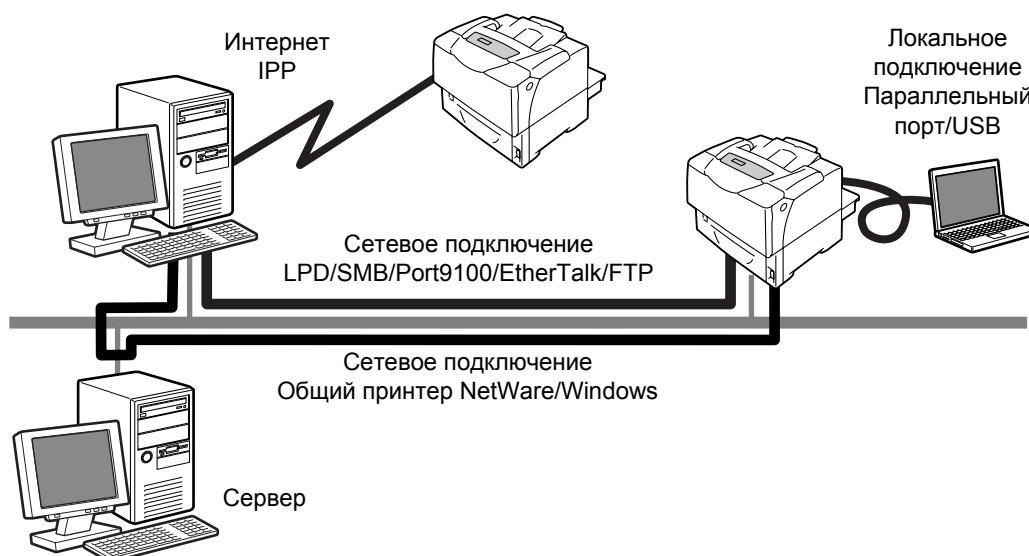 Интернет
IPP
Локальное
подключение
Параллельный
порт/USB
Сетевое подключение
LPD/SMB/Port9100/EtherTalk/FTP
Сетевое подключение
Общий принтер NetWare/Windows
Сервер